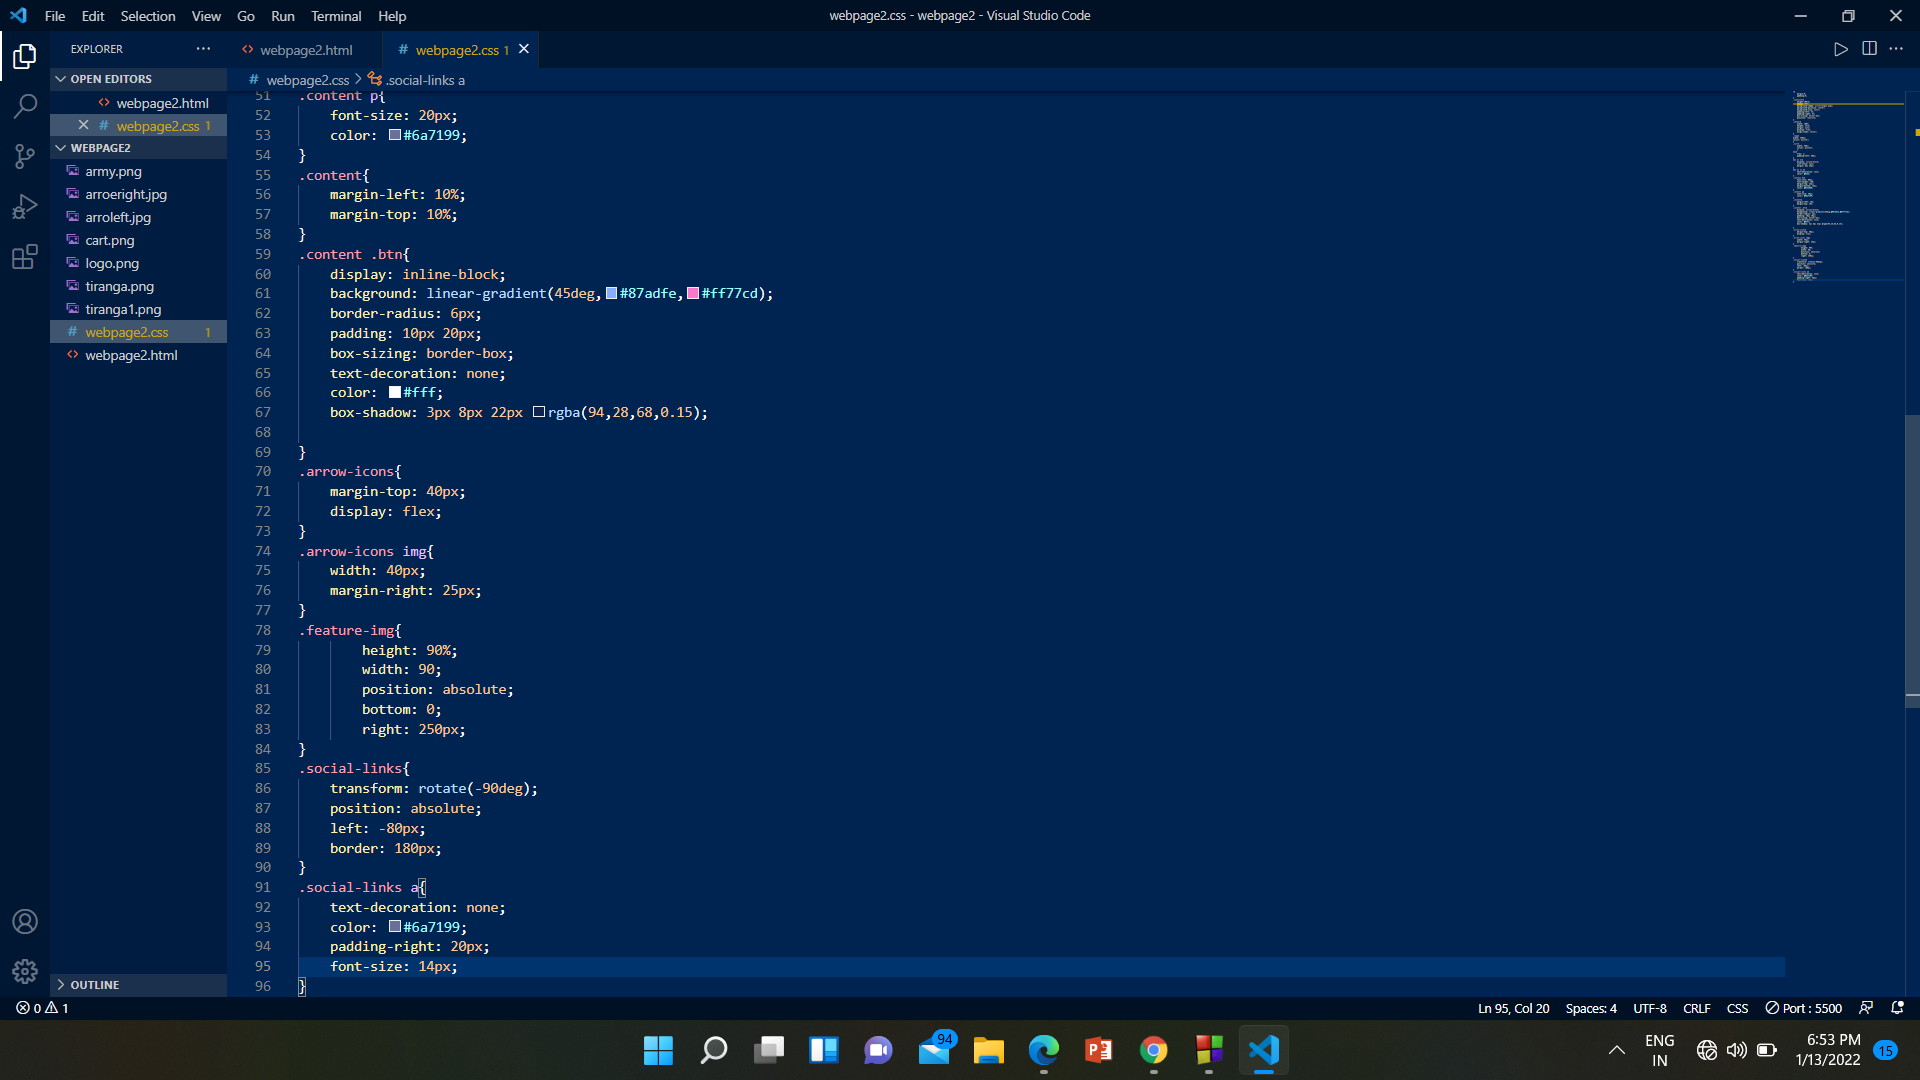 File Edit Selection View Go Run Terminal Help
webpage2.css - webpage2 - Visual Studio Code
EXPLORER
OPEN EDITORS
webpage2.html
webpage2.css 1
WEBPAGE2
army.png
arroeright.jpg
arroleft.jpg
cart.png
logo.png
tiranga.png
tiranga1.png
webpage2.css 1
webpage2.html
OUTLINE
webpage2.html
# webpage2.css 1
# webpage2.css > .social-links a
51 .content p{
52 font-size: 20px;
53 color: #6a7199;
54 }
55 .content{
56 margin-left: 10%;
57 margin-top: 10%;
58 }
59 .content .btn{
60 display: inline-block;
61 background: linear-gradient(45deg,#87adfe,#ff77cd);
62 border-radius: 6px;
63 padding: 10px 20px;
64 box-sizing: border-box;
65 text-decoration: none;
66 color: #fff;
67 box-shadow: 3px 8px 22px rgba(94,28,68,0.15);
68
69 }
70 .arrow-icons{
71 margin-top: 40px;
72 display: flex;
73 }
74 .arrow-icons img{
75 width: 40px;
76 margin-right: 25px;
77 }
78 .feature-img{
79 height: 90%;
80 width: 90;
81 position: absolute;
82 bottom: 0;
83 right: 250px;
84 }
85 .social-links{
86 transform: rotate(-90deg);
87 position: absolute;
88 left: -80px;
89 border: 180px;
90 }
91 .social-links a{
92 text-decoration: none;
93 color: #6a7199;
94 padding-right: 20px;
95 font-size: 14px;
96 }
0 1
Ln 95, Col 20 Spaces: 4 UTF-8 CRLF CSS Port : 5500
94
ENG
IN
6:53 PM
1/13/2022
15